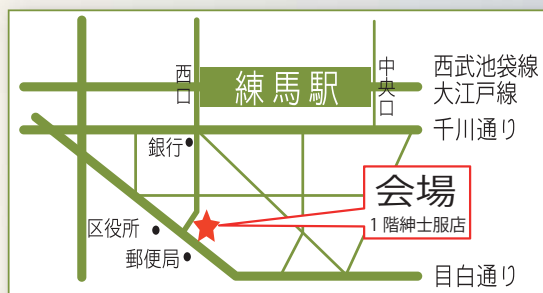 西口
練馬駅
中央口
西武池袋線
大江戸線
千川通り
銀行
会場
1階紳士服店
区役所
郵便局
目白通り